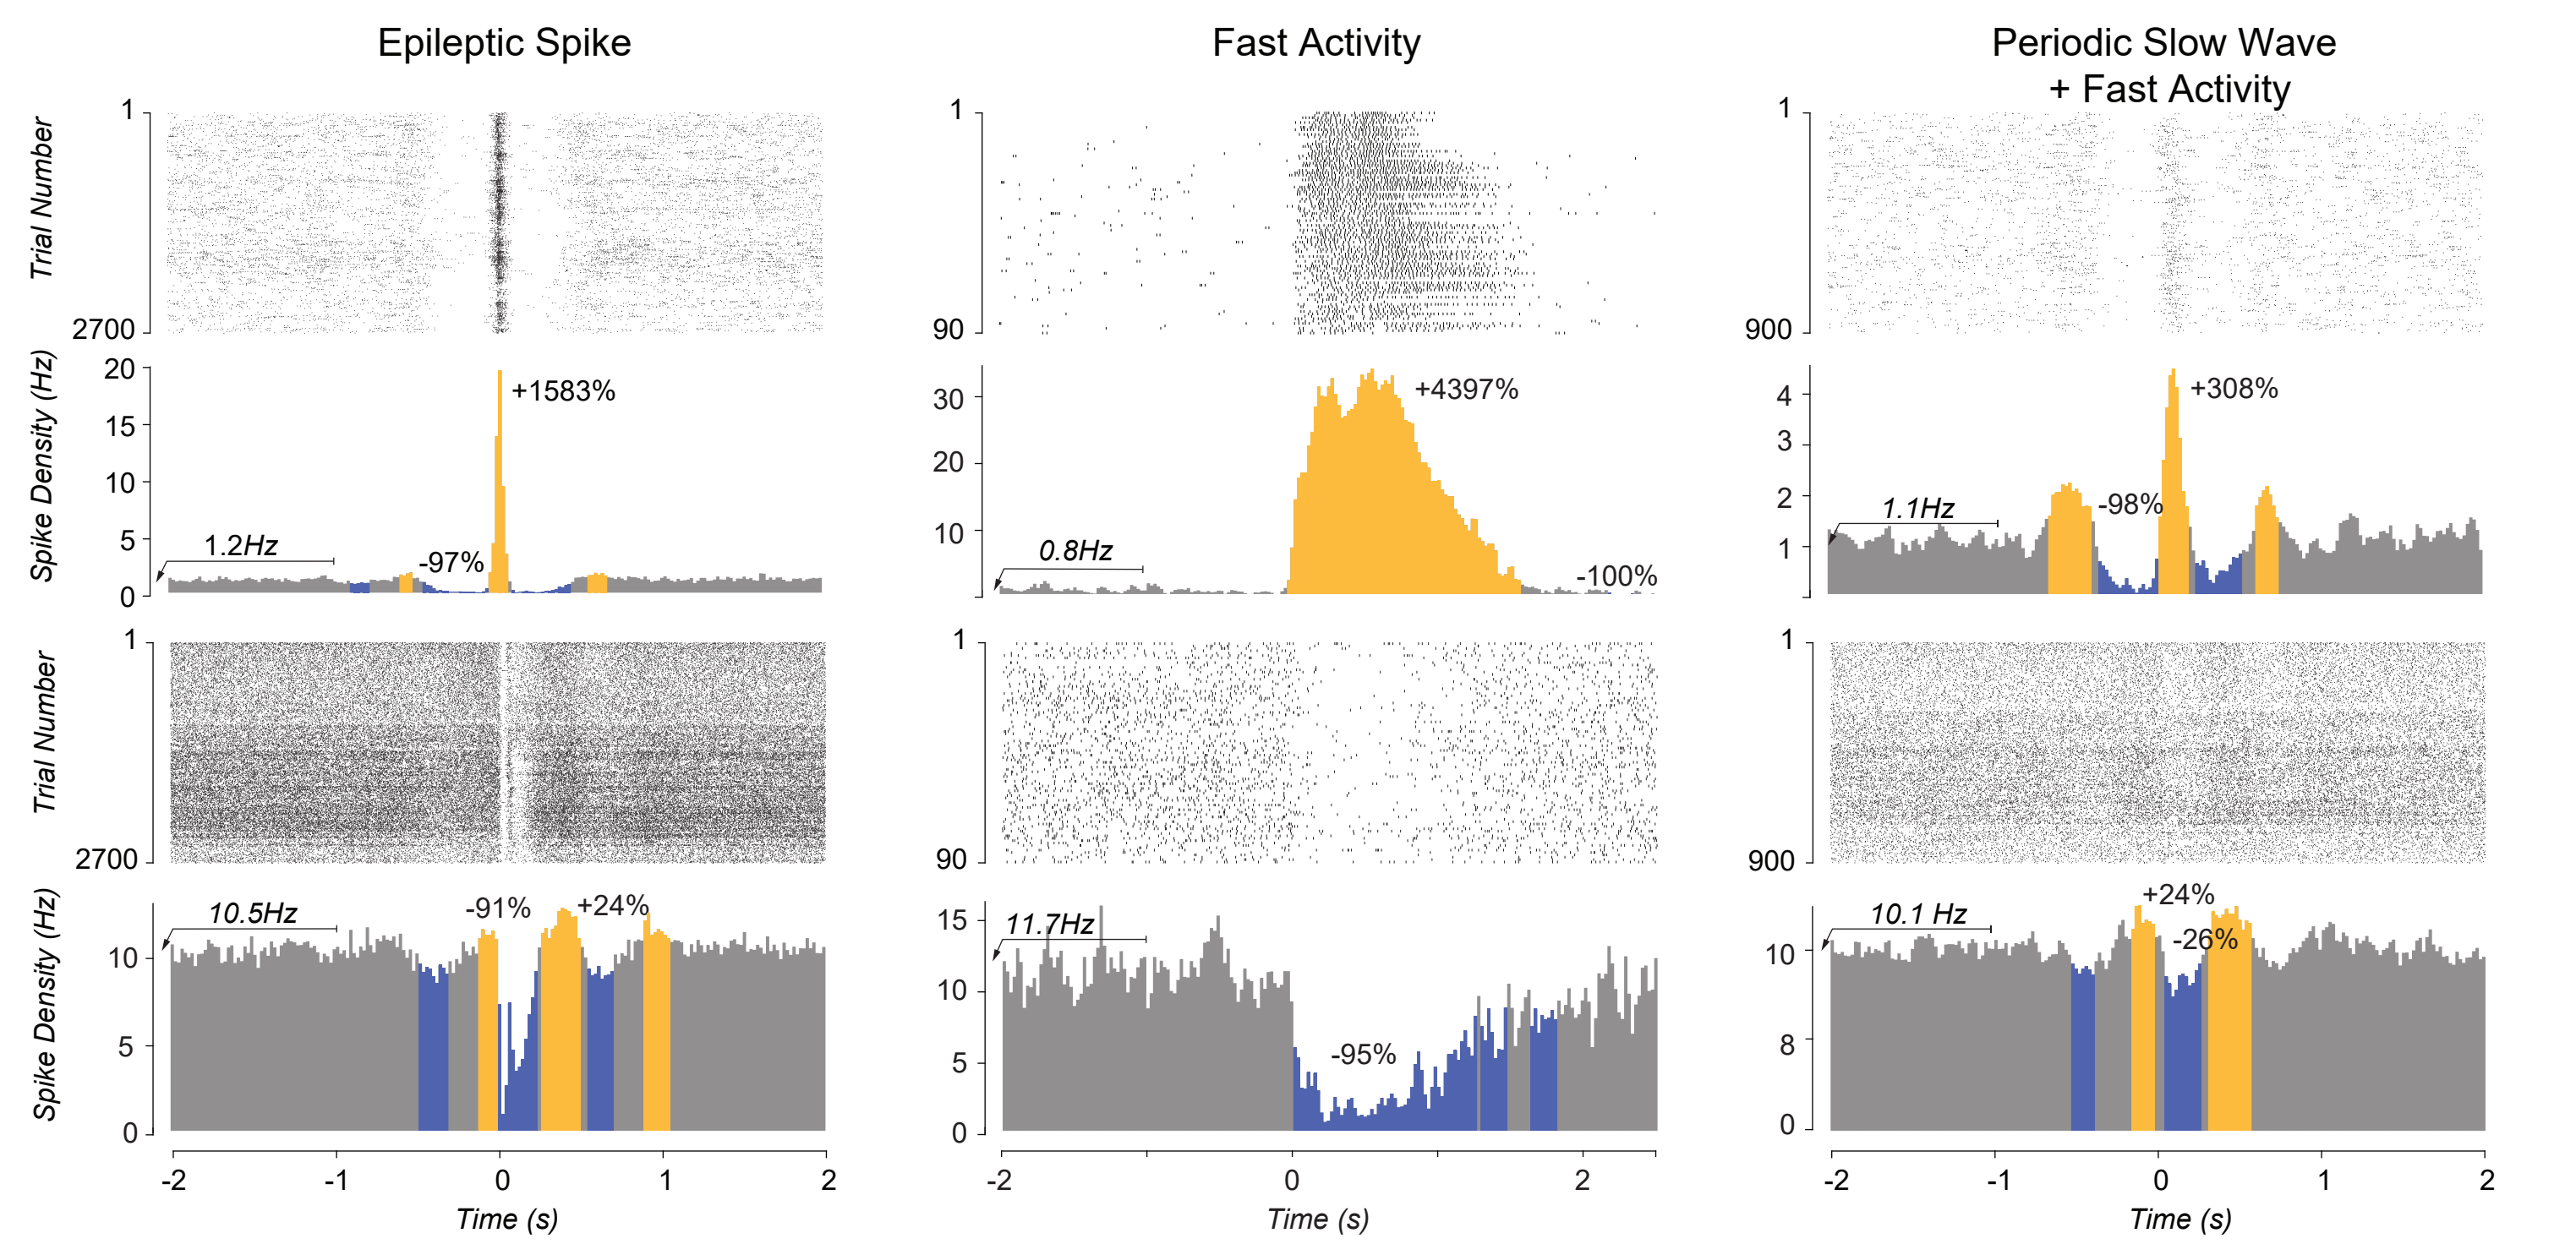 Epileptic Spike
Fast Activity
Periodic Slow Wave
+ Fast Activity
Trial Number
1
2700
1
90
1
900
Spike Density (Hz)
20
15
10
5
0
1.2Hz
-97%
+1583%
30
20
10
0.8Hz
+4397%
-100%
4
3
2
1
1.1Hz
-98%
+308%
Trial Number
1
2700
1
90
1
900
Spike Density (Hz)
10
5
0
10.5Hz
-91%
+24%
15
10
5
0
11.7Hz
-95%
10
8
0
10.1 Hz
+24%
-26%
-2 -1 0 1 2
Time (s)
-2 0 2
Time (s)
-2 -1 0 1 2
Time (s)